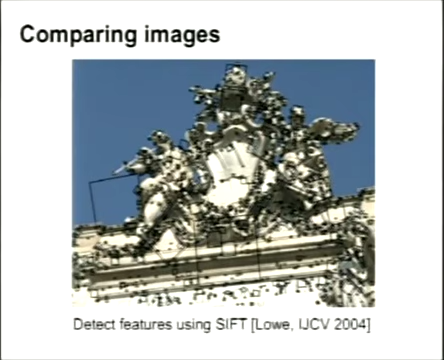 Comparing images
Detect features using SIFT [Lowe, IJCV 2004]